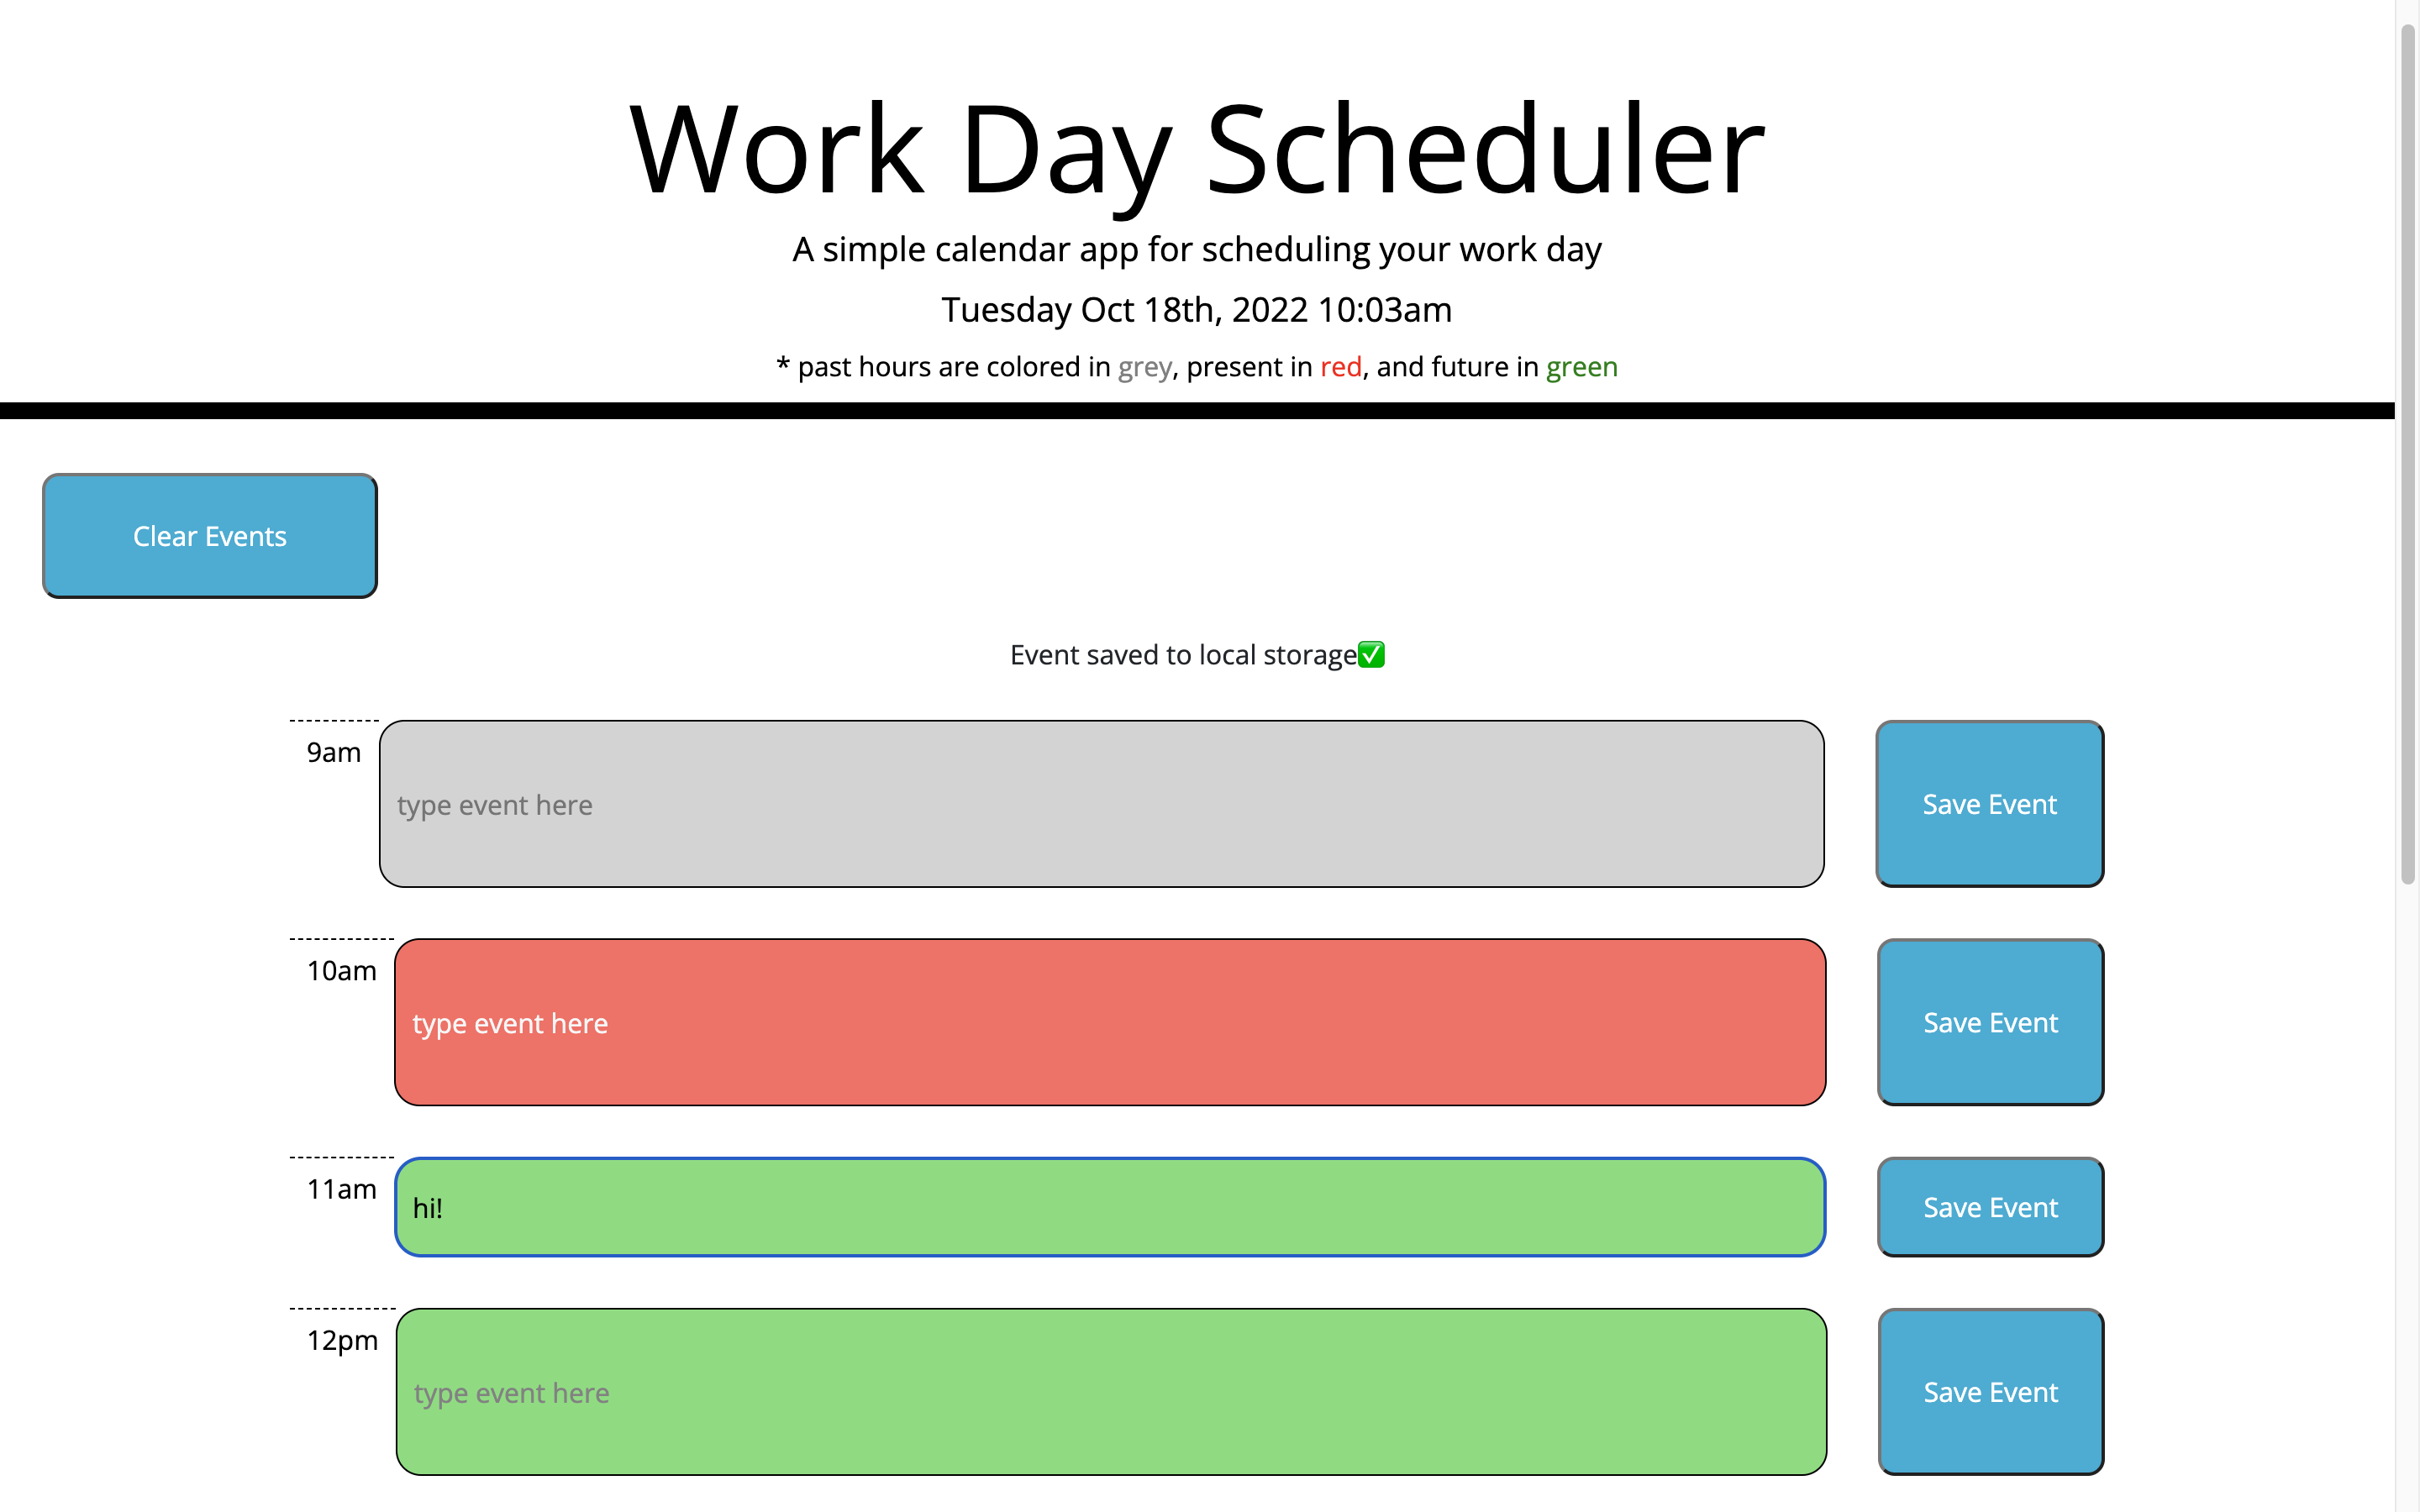 Work Day Scheduler
A simple calendar app for scheduling your work day
Tuesday Oct 18th, 2022 10:03am
* past hours are colored in grey, present in red, and future in green
Clear Events
Event saved to local storage✅
9am
type event here
Save Event
10am
type event here
Save Event
11am
hi!
Save Event
12pm
type event here
Save Event